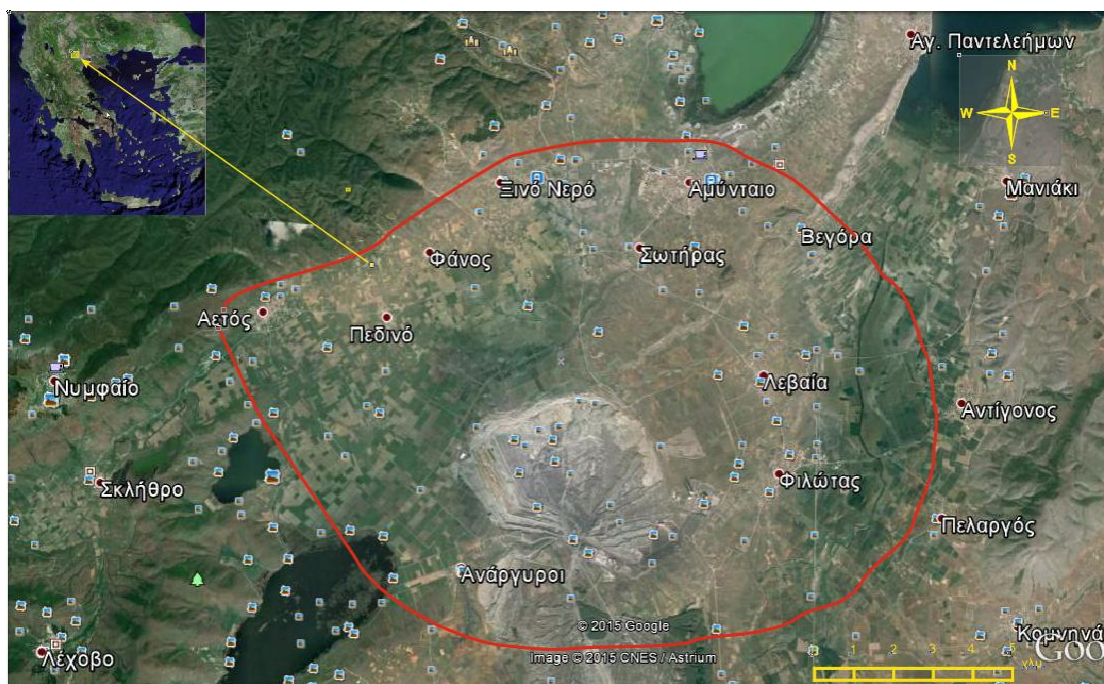 Αγ. Παντελεήμων
N
W E
S
Ξινό Νερό
Αμύνταιο
Μανιάκι
Βεγόρα
Σωτήρας
Φάνος
Αετός
Πεδινό
Νυμφαίο
Λεβαία
Αντίγονος
Φιλώτας
Σκλήθρο
Πελαργός
Ανάργυροι
© 2015 Google
Κομνηνά
Λέχοβο
Image © 2015 CNES / Astrium
1 2 3 4 5